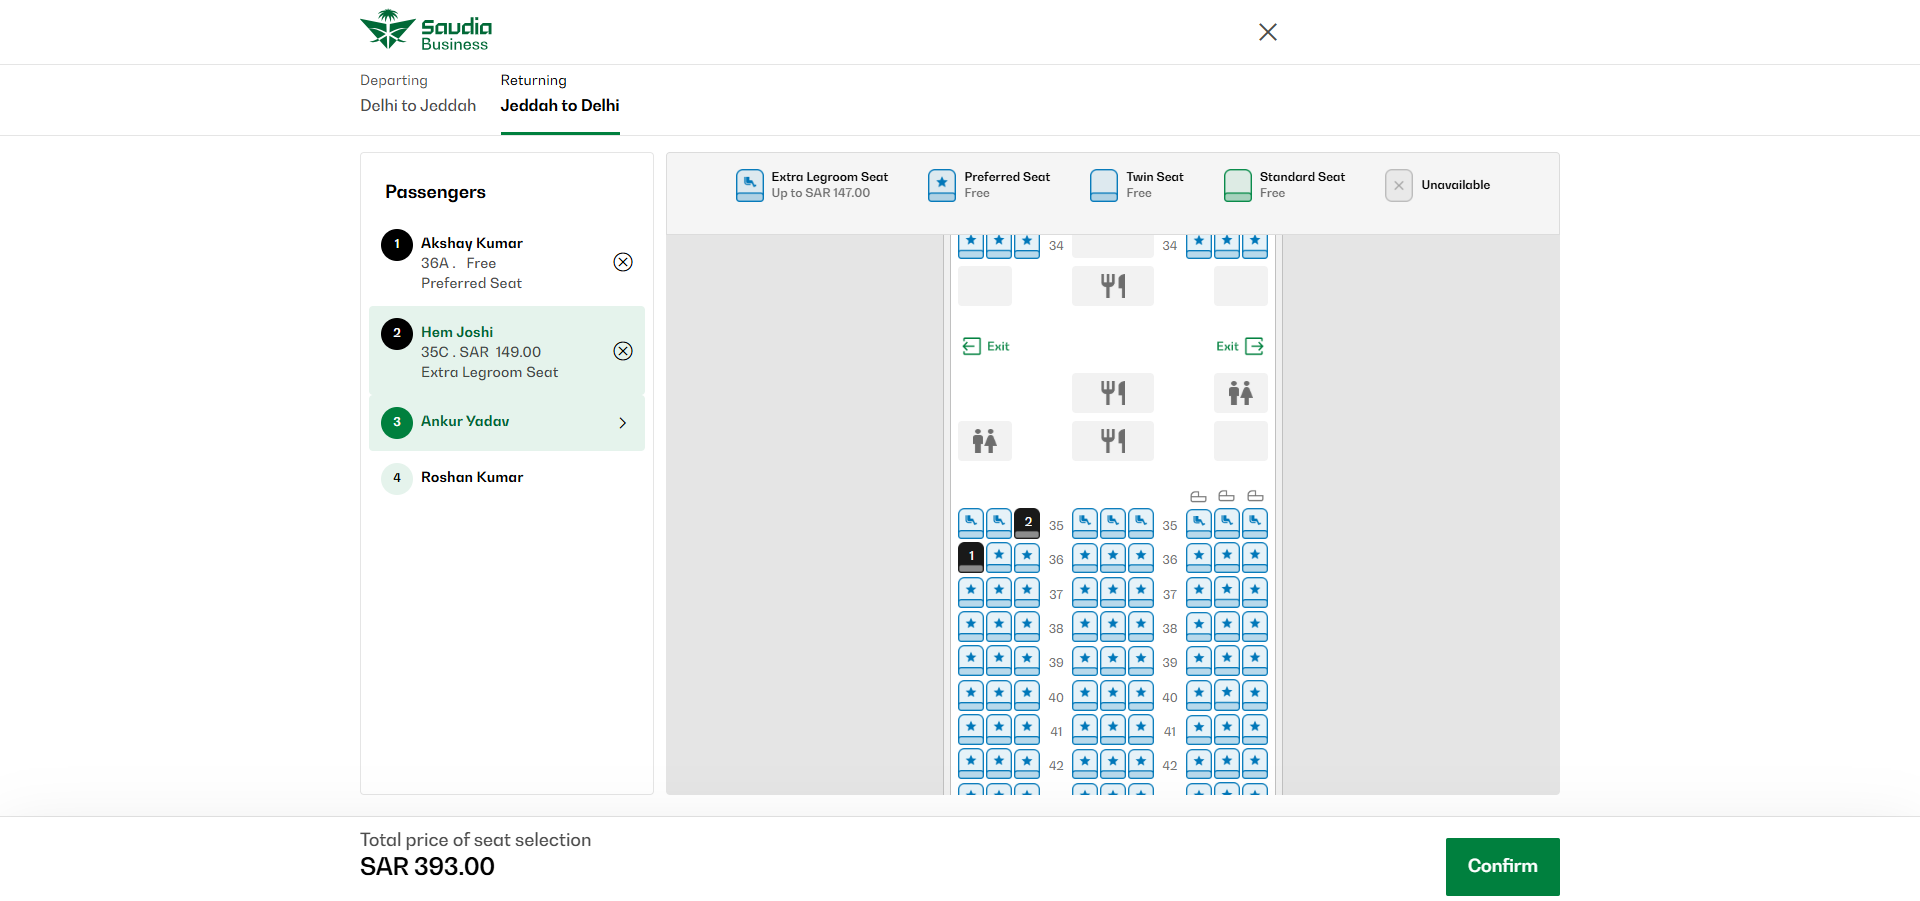 Saudia
Business
Departing
Delhi to Jeddah
Returning
Jeddah to Delhi
Passengers
1
Akshay Kumar
36A . Free
Preferred Seat
2
Hem Joshi
35C . SAR 149.00
Extra Legroom Seat
3
Ankur Yadav
4
Roshan Kumar
Extra Legroom Seat
Up to SAR 147.00
Preferred Seat
Free
Twin Seat
Free
Standard Seat
Free
Unavailable
34 34
Exit Exit
2 35 35
1 36 36
37 37
38 38
39 39
40 40
41 41
42 42
Total price of seat selection
SAR 393.00
Confirm